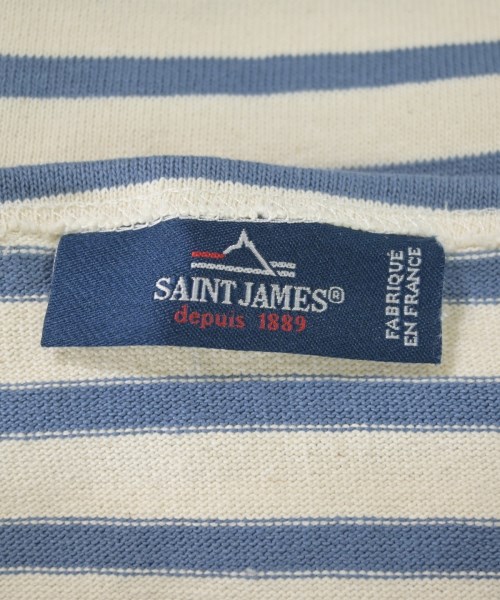 SAINT JAMES®
depuis 1889
FABRIQUÉ
EN FRANCE